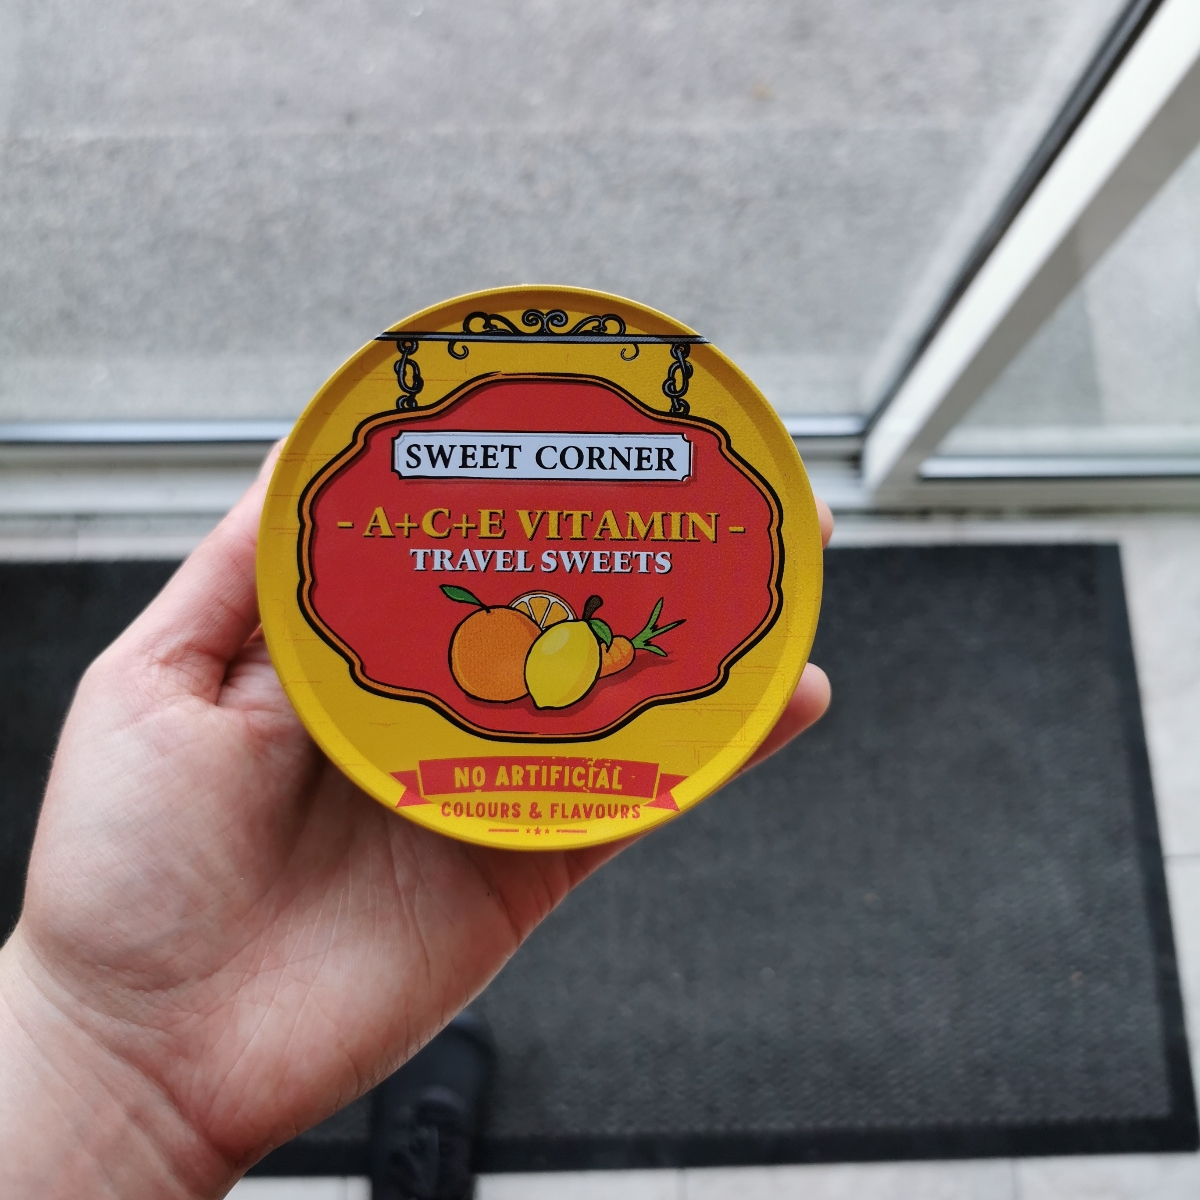 SWEET CORNER
- A+C+E VITAMIN -
TRAVEL SWEETS
NO ARTIFICIAL
COLOURS & FLAVOURS